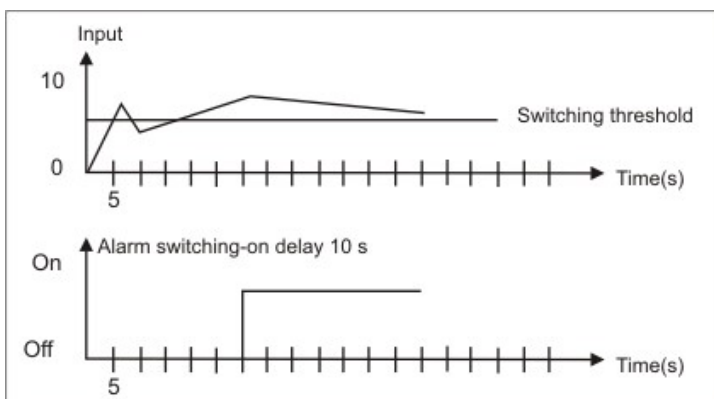 Input
10
Switching threshold
0
Time(s)
5
Alarm switching-on delay 10 s
On
Off
Time(s)
5